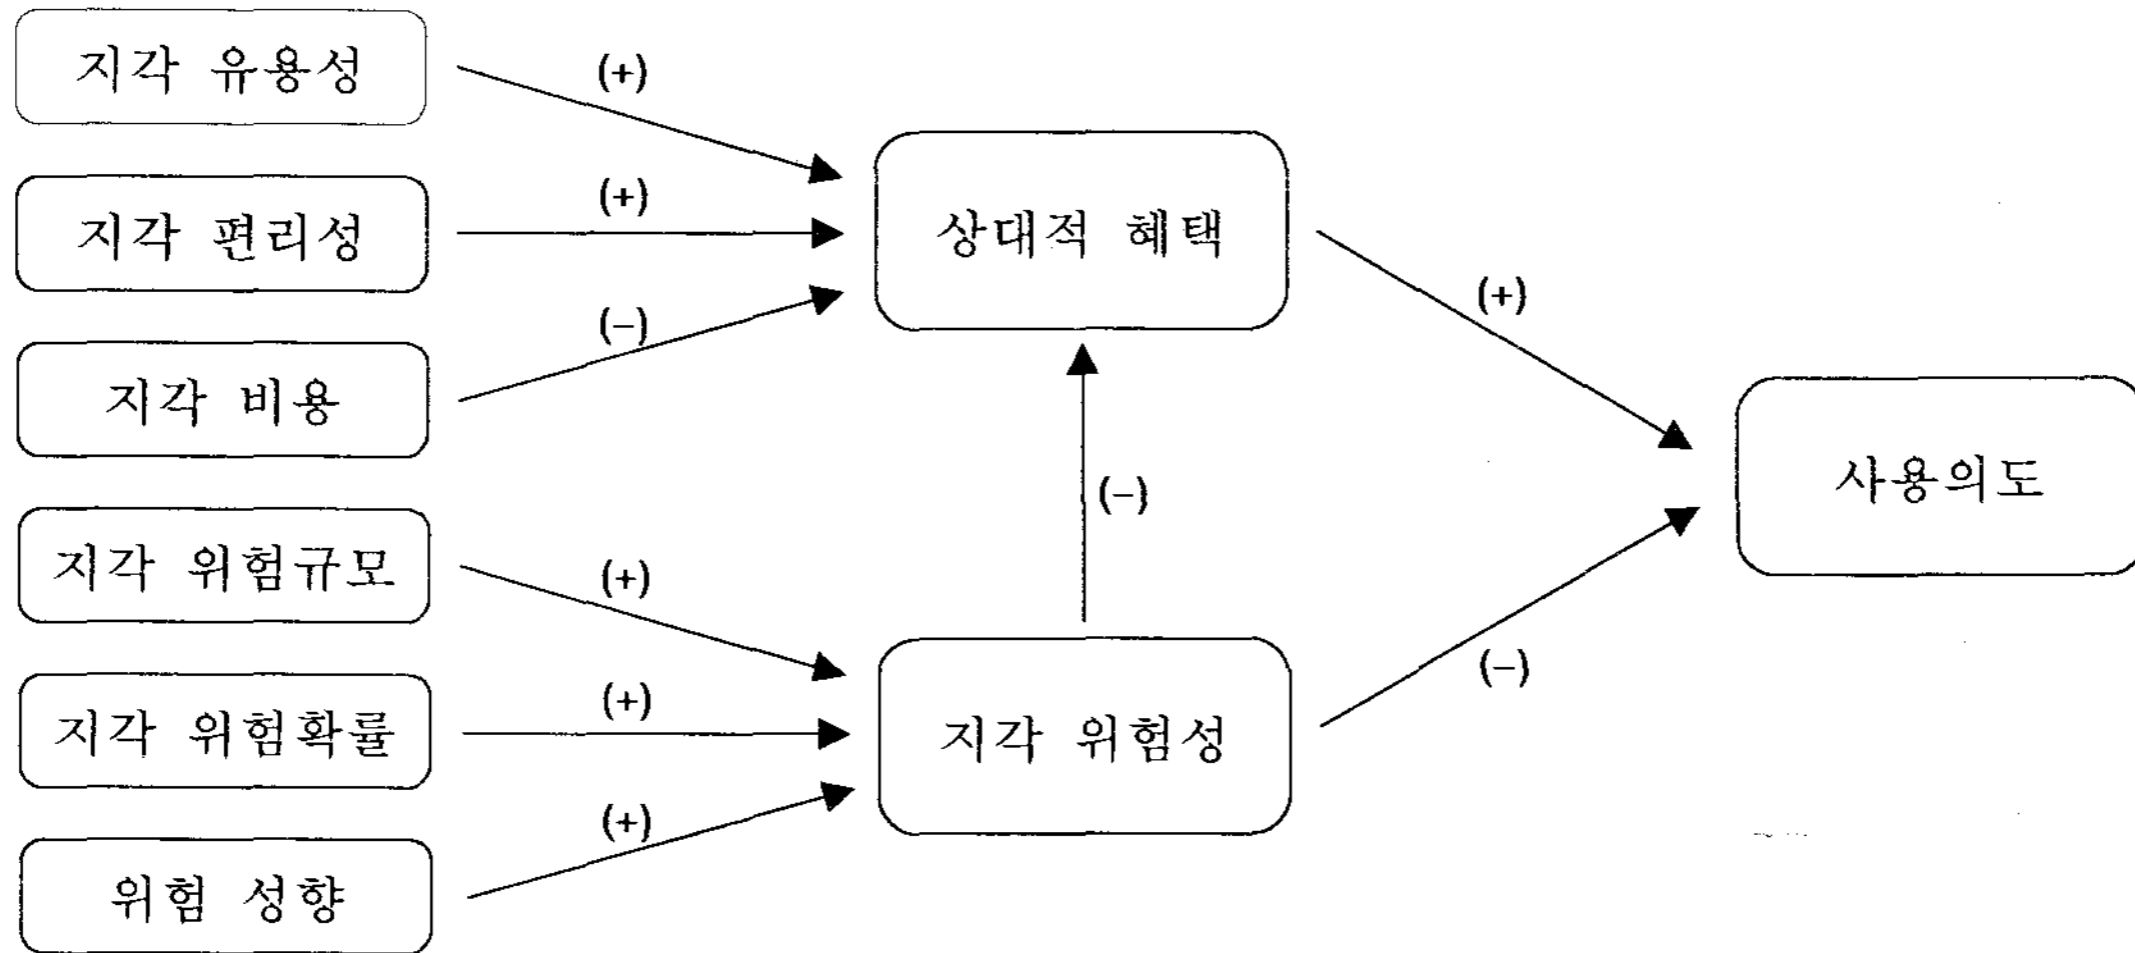 지각 유용성
(+)
지각 편리성
(+)
상대적 혜택
지각 비용
(−)
(+)
사용의도
(−)
지각 위험규모
(+)
지각 위험확률
(+)
지각 위험성
(−)
위험 성향
(+)